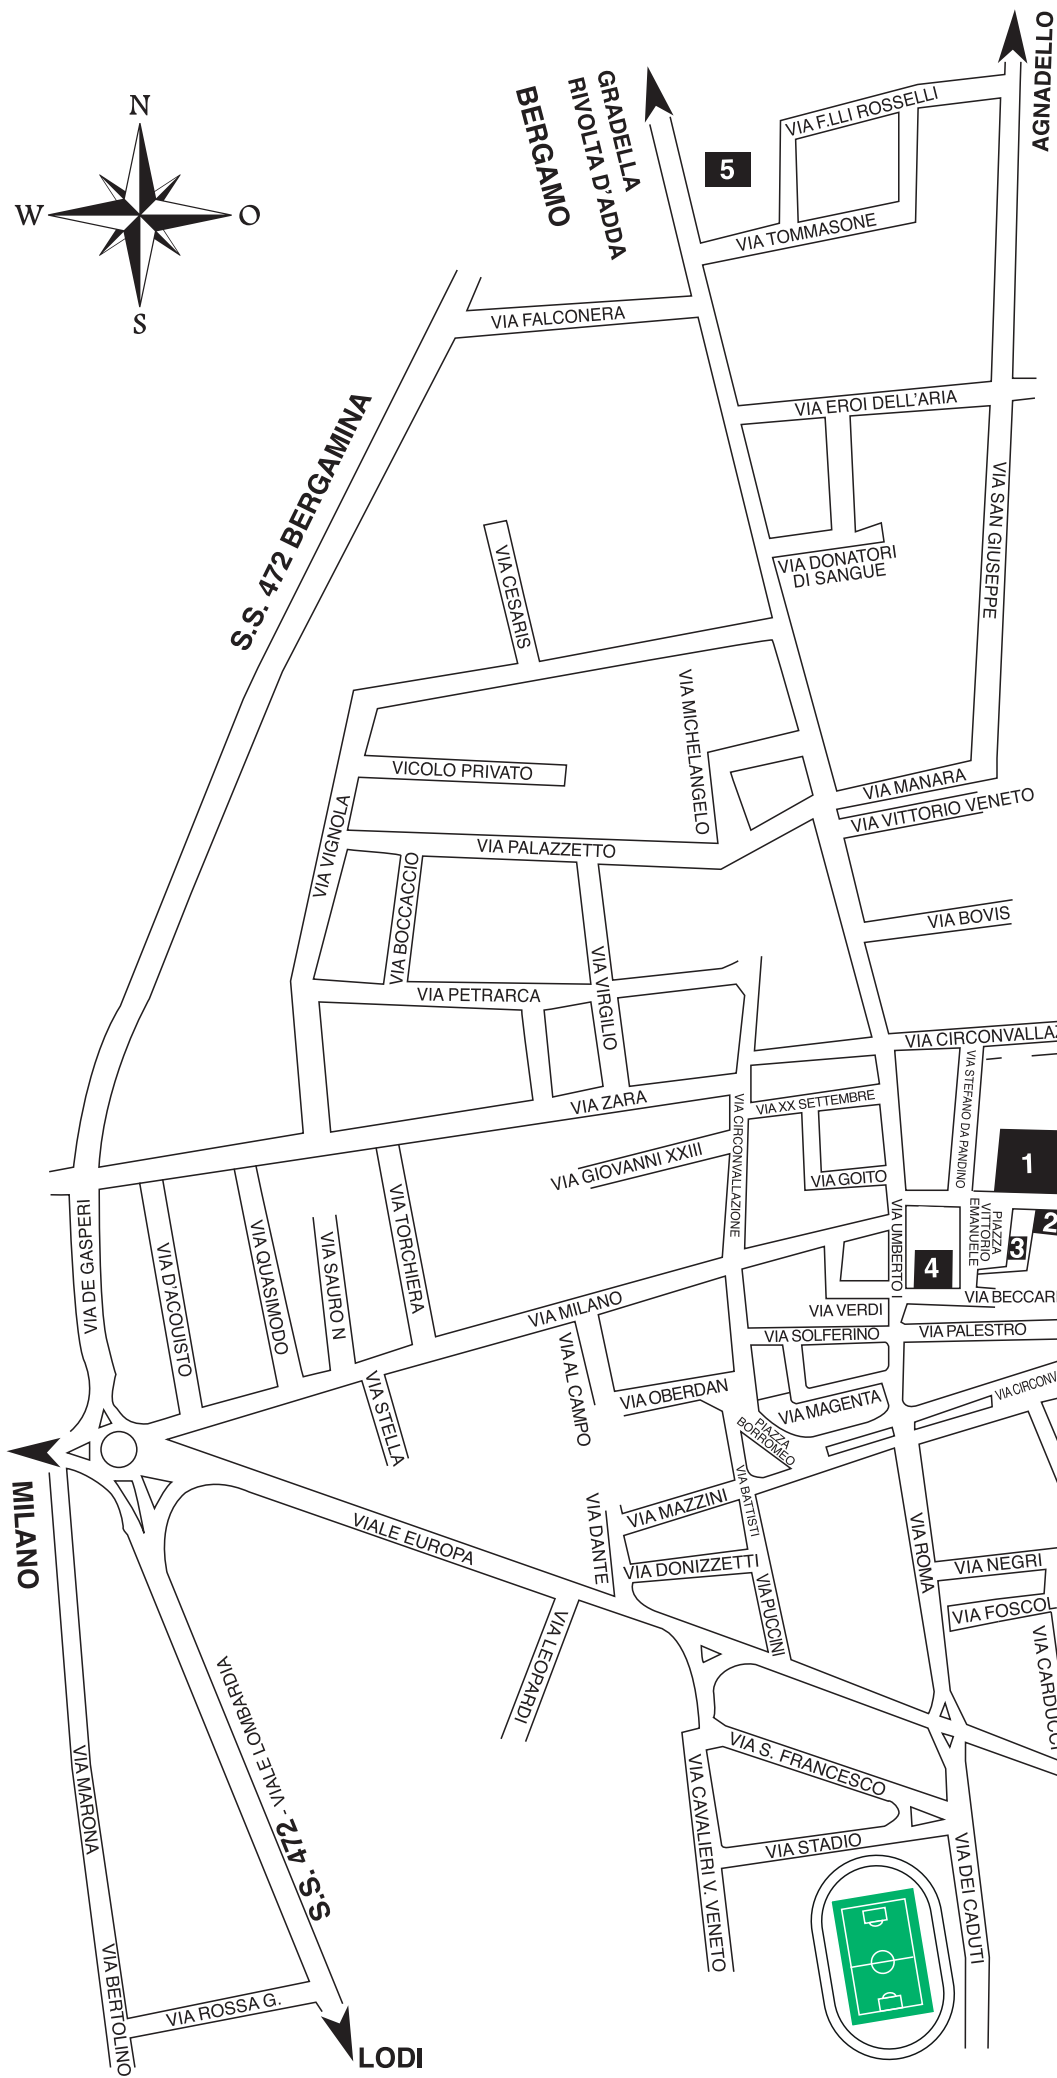 AGNADELLO
GRADELLA
RIVOLTA D'ADDA
BERGAMO
N
W
O
S
VIA F.LLI ROSSELLI
5
VIA TOMMASONE
VIA FALCONERA
S.S. 472 BERGAMINA
VIA EROI DELL'ARIA
VIA SAN GIUSEPPE
VIA DONATORI
DI SANGUE
VIA CESARIS
VIA MICHELANGELO
VICOLO PRIVATO
VIA MANARA
VIA VITTORIO VENETO
VIA VIGNOLA
VIA PALAZZETTO
VIA BOCCACCIO
VIA BOVIS
VIA VIRGILIO
VIA PETRARCA
VIA CIRCONVALLAZ
VIA STEFANO DA PANDINO
VIA ZARA
VIA XX SETTEMBRE
VIA CIRCONVALLAZIONE
VIA GIOVANNI XXIII
VIA GOITO
1
VIA DE GASPERI
VIA D'ACQUISTO
VIA QUASIMODO
VIA SAURO N
VIA TORCHIERA
VIA UMBERTO I
PIAZZA
VITTORIO
EMANUELE
2
3
4
VIA MILANO
VIA VERDI
VIA BECCARI
VIA SOLFERINO
VIA PALESTRO
VIA STELLA
VIA AL CAMPO
VIA OBERDAN
VIA MAGENTA
VIA CIRCONV
PIAZZA
BORROMEO
MILANO
VIA BATTISTI
VIA MAZZINI
VIALE EUROPA
VIA DANTE
VIA DONIZZETTI
VIA ROMA
VIA NEGRI
VIA PUCCINI
VIA FOSCOL
VIA LEOPARDI
VIA CARDUCCI
S.S. 472 - VIALE LOMBARDIA
VIA MARONA
VIA S. FRANCESCO
VIA CAVALIERI V. VENETO
VIA STADIO
VIA DEI CADUTI
VIA BERTOLINO
VIA ROSSA G.
LODI